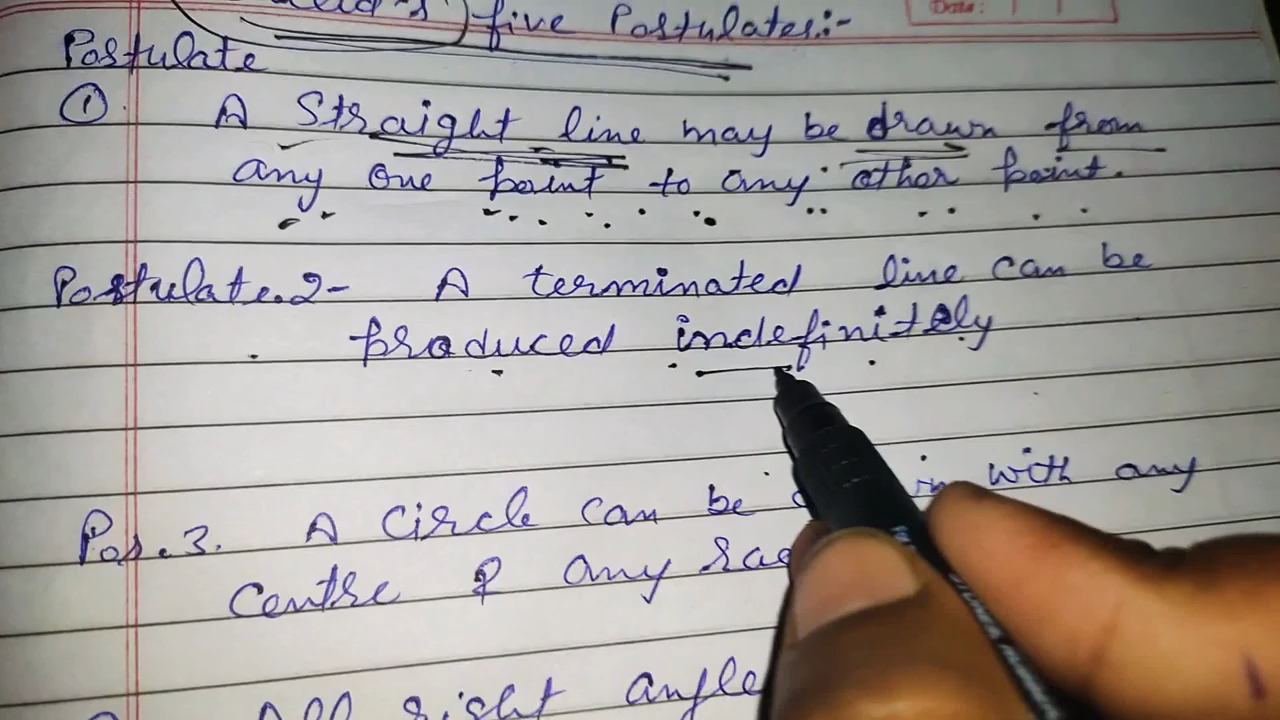 five Postulates:-
Date:
Postulate
① A Straight line may be drawn from
any one point to any other point.
Postulate.2- A terminated line can be
produced indefinitely
Pos.3. A Circle can be with any
Centre & any
All right angle